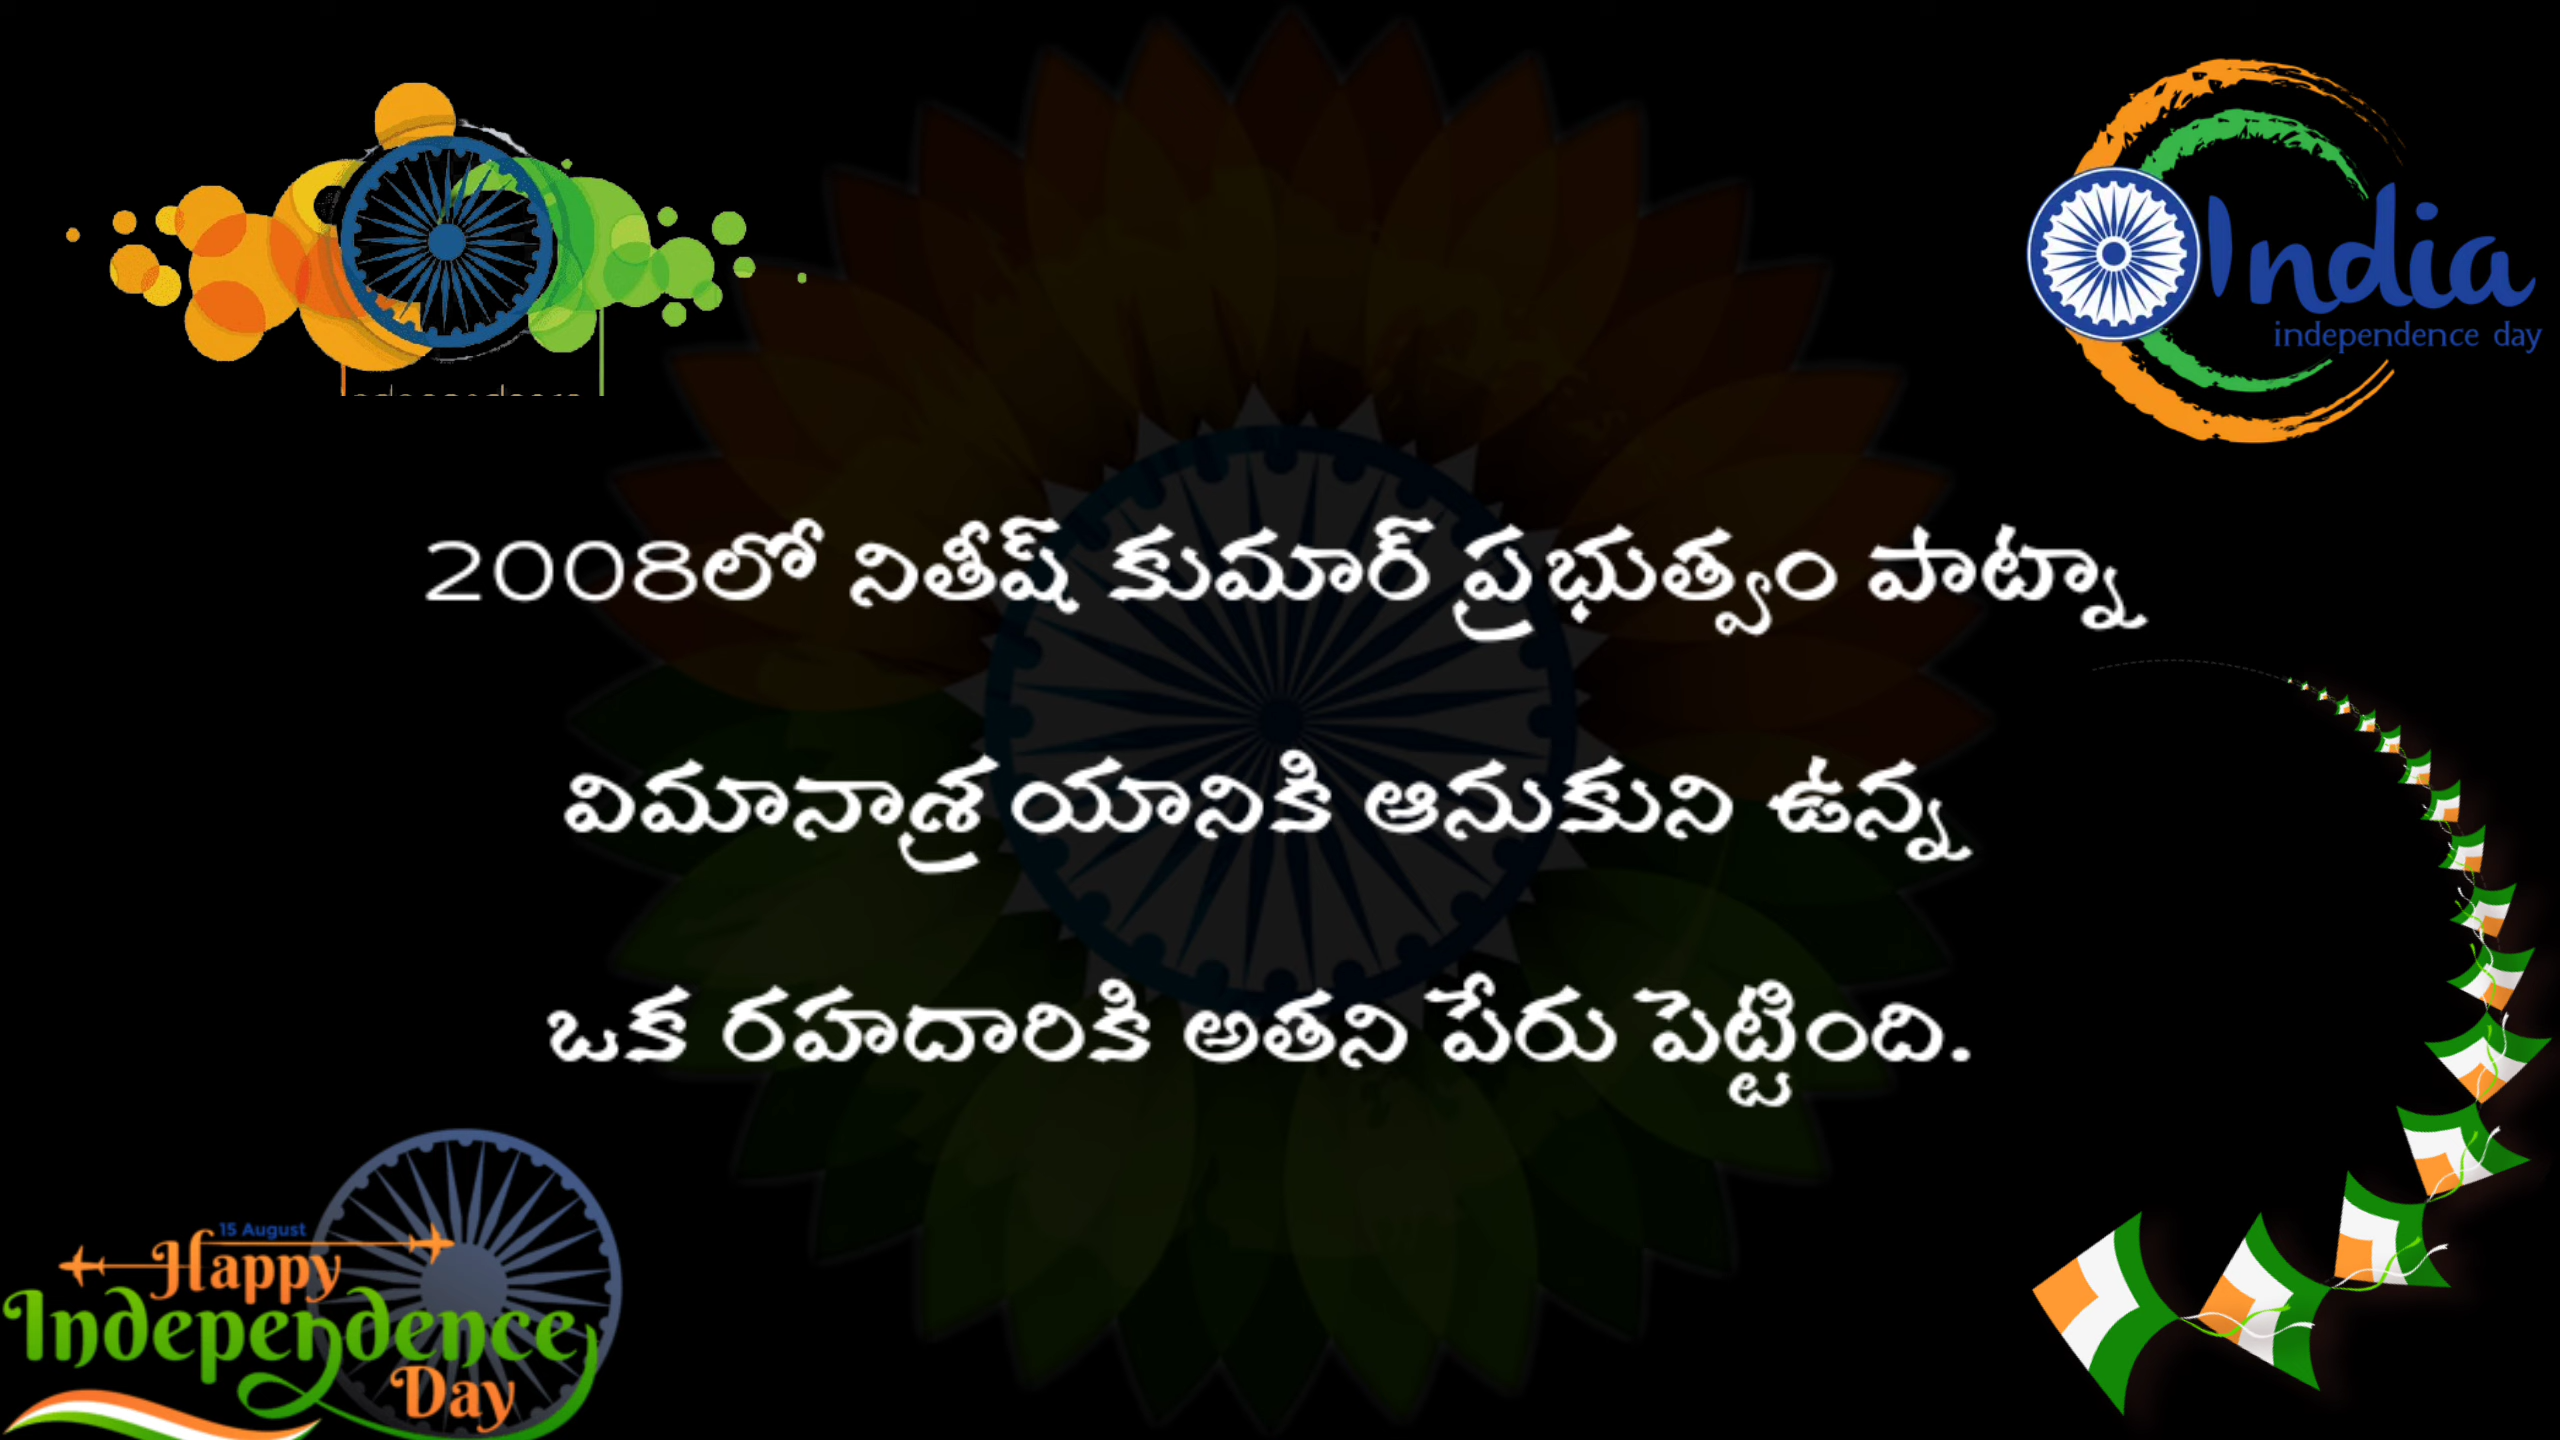 India
independence day
2008లో నితీష్ కుమార్ ప్రభుత్వం పాట్నా
విమానాశ్రయానికి ఆనుకుని ఉన్న
ఒక రహదారికి అతని పేరు పెట్టింది.
15 August
Happy
Independence
Day